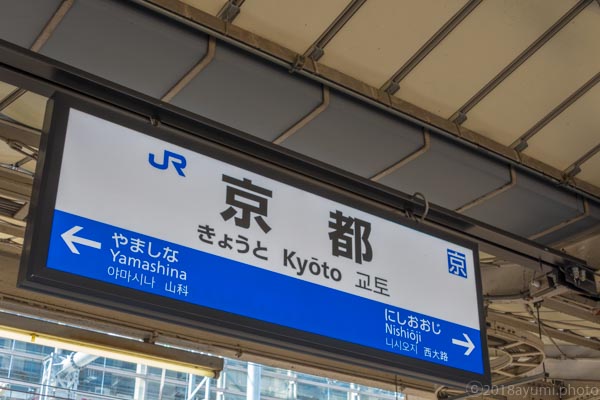 JR
京都
京
きょうと Kyōto 교토
やましな
Yamashina
야마시나 山科
にしおおじ
Nishiōji
니시오지 西大路
©2018ayumi.photo